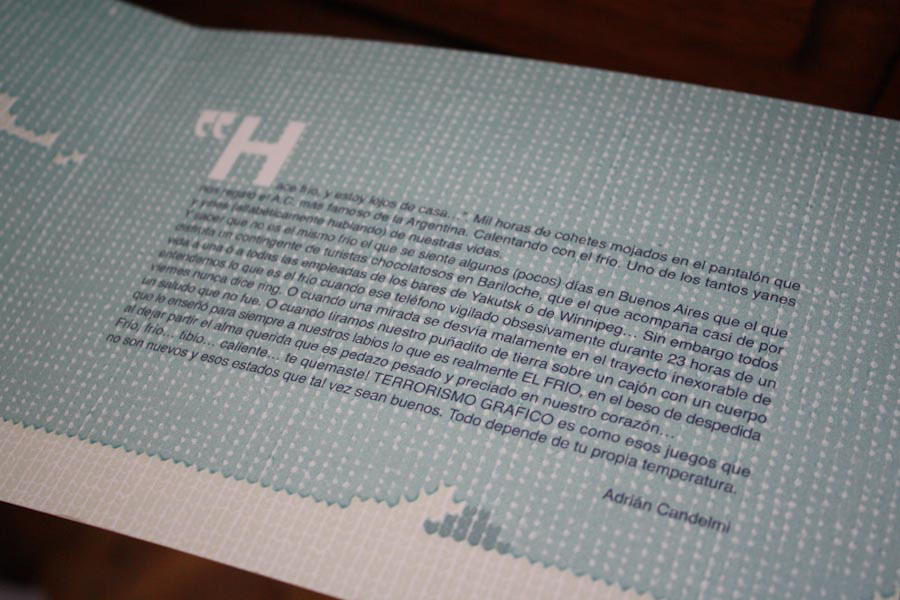 “Hace frío, y estoy lejos de casa...”. Mil horas de cohetes mojados en el pantalón que
nos regaló el A.C. más famoso de la Argentina. Calentando con el frío. Uno de los tantos yanes
y yines (alfabéticamente hablando) de nuestras vidas.
Y sacer que no es el mismo frío el que se siente algunos (pocos) días en Buenos Aires que el que
disfruta un contingente de turistas chocolatosos en Bariloche, que el que acompaña casi de por
vida á una ó a todas las empleadas de los bares de Yakutsk ó de Winnipeg... Sin embargo todos
entendemos lo que es el frío cuando ese teléfono vigilado obsesivamente durante 23 horas de un
viernes nunca dice ring. O cuando una mirada se desvía malamente en el trayecto inexorable de
un saludo que no fue. O cuando tiramos nuestro puñadito de tierra sobre un cajón con un cuerpo
que le enseñó para siempre a nuestros labios lo que es realmente EL FRIO, en el beso de despedida
al dejar partir el alma querida que es pedazo pesado y preciado en nuestro corazón...
Frío, frío... tibio... caliente... te quemaste! TERRORISMO GRAFICO es como esos juegos que
no son nuevos y esos estados que tal vez sean buenos. Todo depende de tu propia temperatura.
Adrián Candelmi